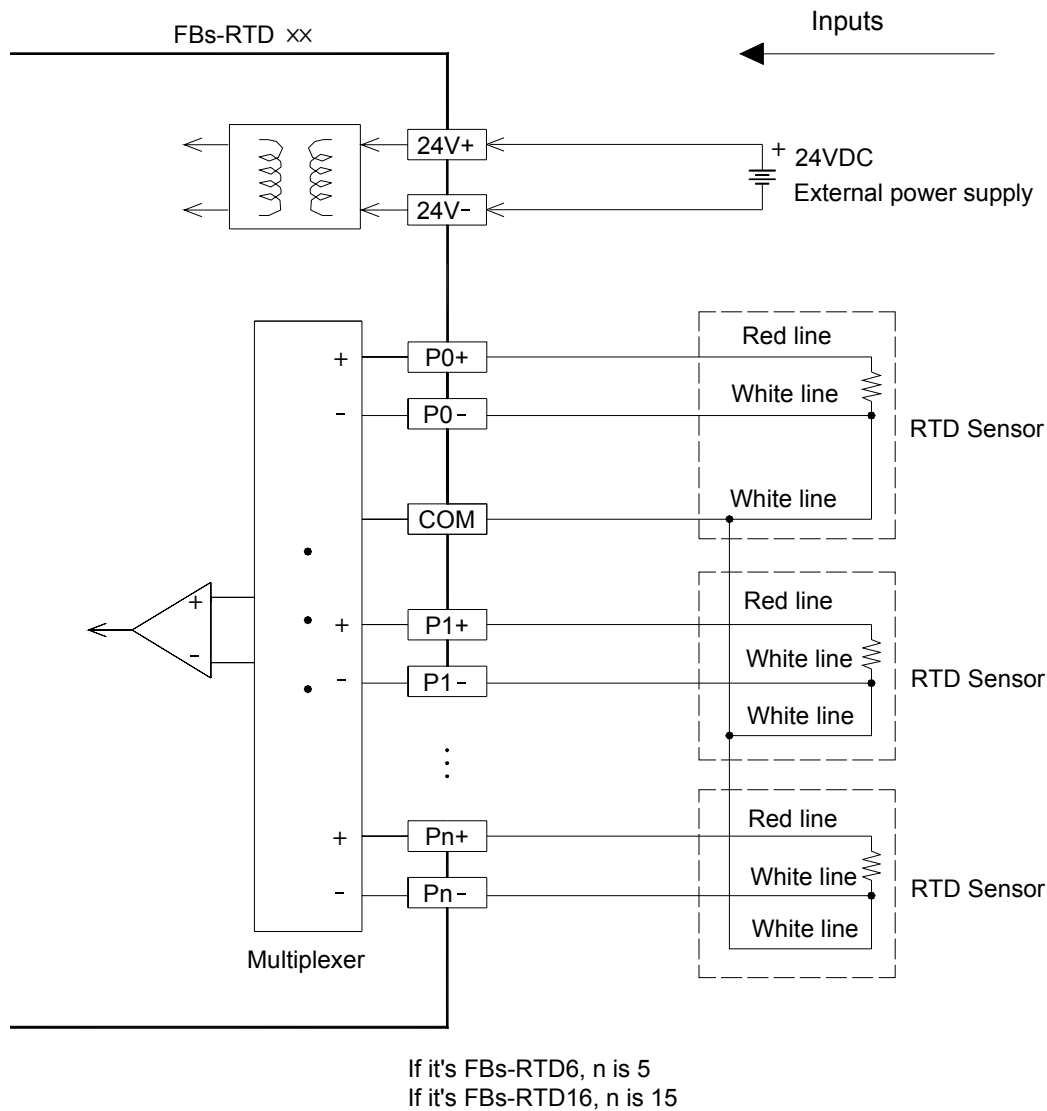 FBs-RTD ××
Inputs
24V+
24V-
+
24VDC
External power supply
+
P0+
Red line
-
P0-
White line
RTD Sensor
COM
White line
+
-
+
P1+
Red line
-
P1-
White line
RTD Sensor
White line
+
Pn+
Red line
-
Pn-
White line
RTD Sensor
White line
Multiplexer
If it's FBs-RTD6, n is 5
If it's FBs-RTD16, n is 15